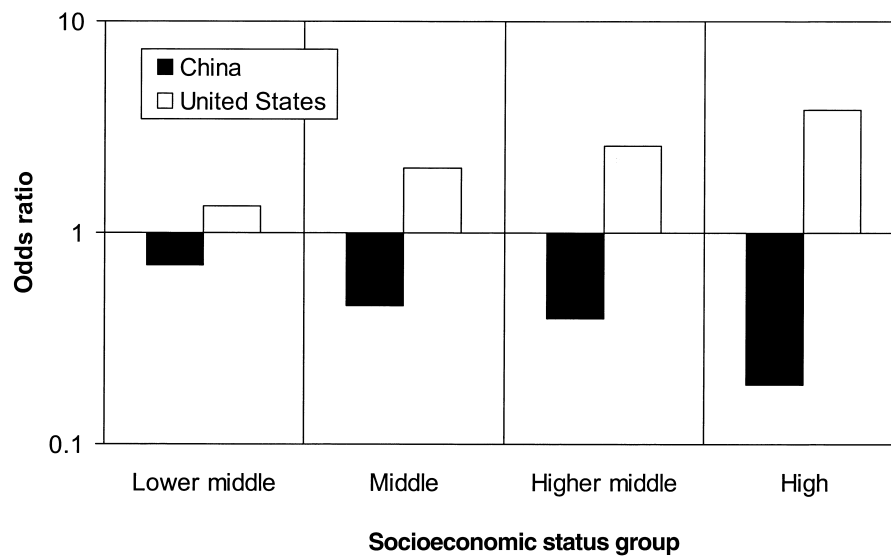 10
China
United States
Odds ratio
1
0.1
Lower middle
Middle
Higher middle
High
Socioeconomic status group